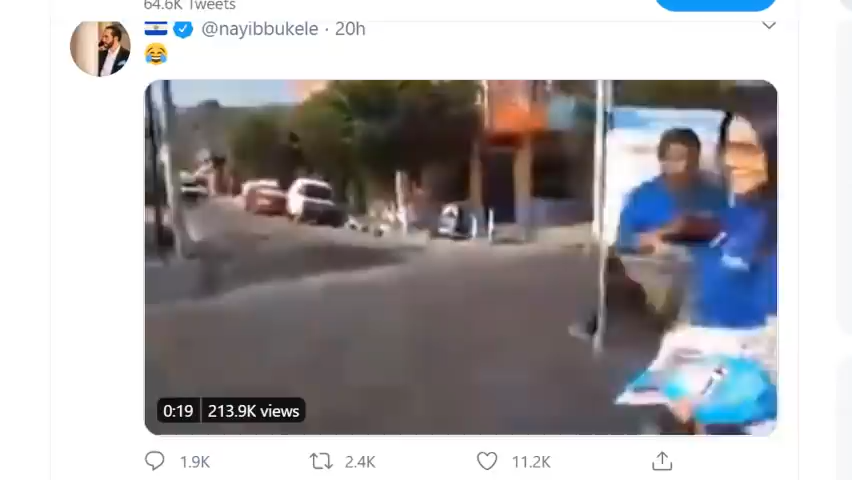 64.6K Tweets
@nayibbukele · 20h
😂
0:19 213.9K views
1.9K 2.4K 11.2K